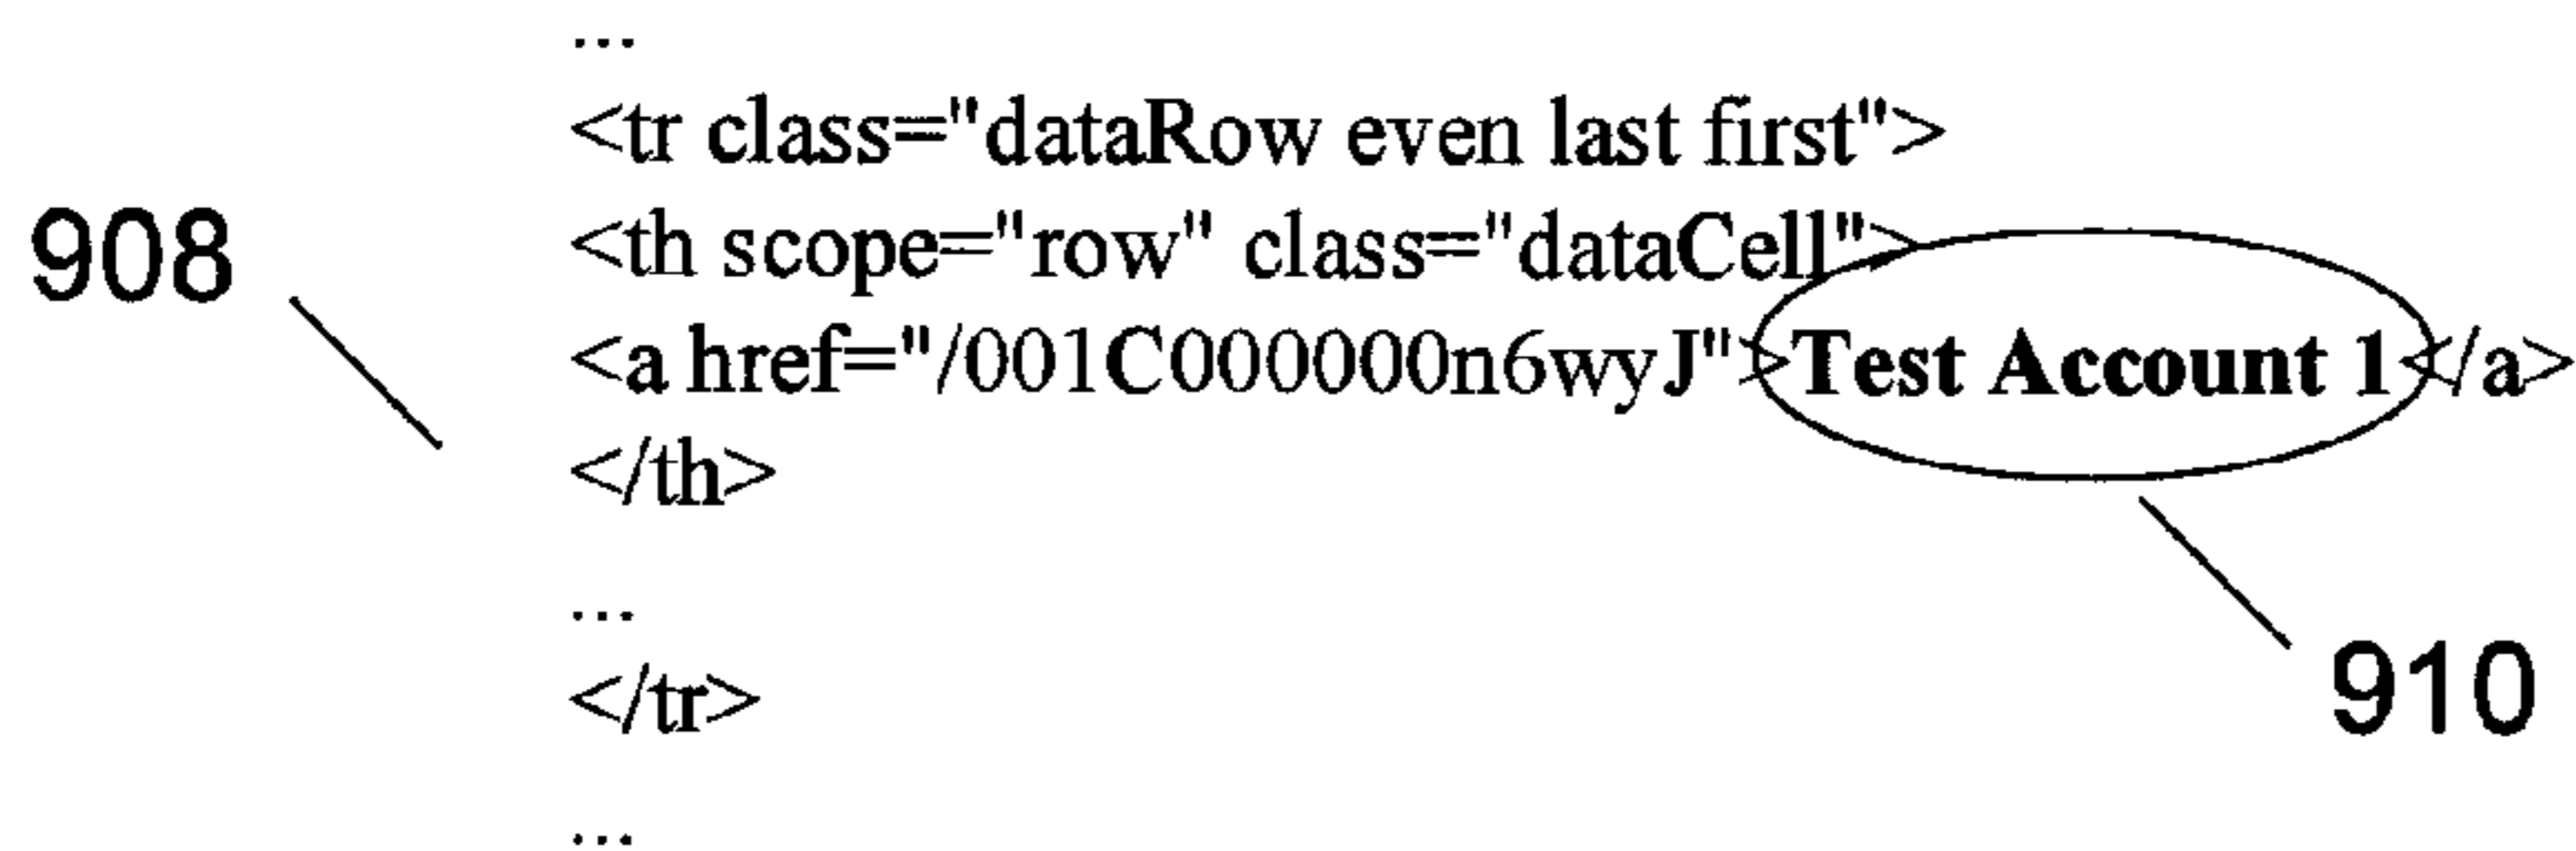 ...
<tr class="dataRow even last first">
908
<th scope="row" class="dataCell">
<a href="/001C000000n6wyJ">Test Account 1</a>
</th>
...
</tr>
910
...